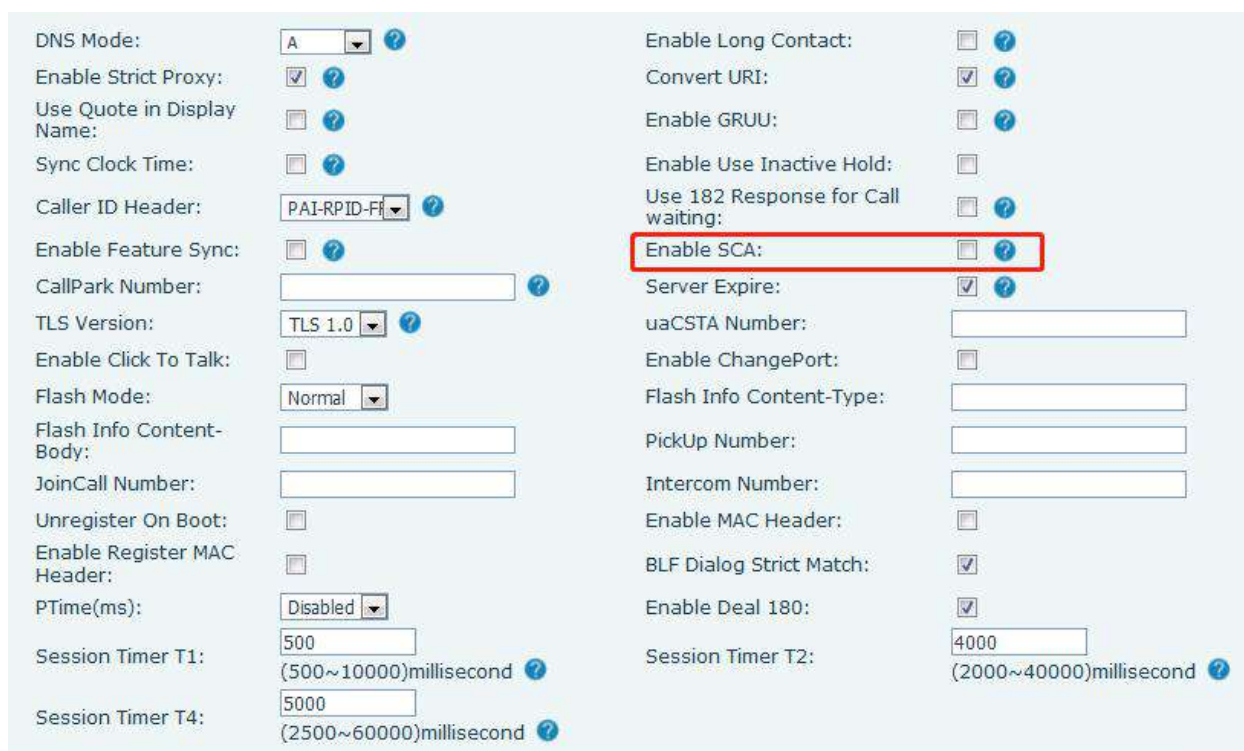 DNS Mode: A Enable Long Contact:
Enable Strict Proxy: Convert URI:
Use Quote in Display
Name: Enable GRUU:
Sync Clock Time: Enable Use Inactive Hold:
Caller ID Header: PAI-RPID-FF Use 182 Response for Call
waiting:
Enable Feature Sync: Enable SCA:
CallPark Number: Server Expire:
TLS Version: TLS 1.0 uaCSTA Number:
Enable Click To Talk: Enable ChangePort:
Flash Mode: Normal Flash Info Content-Type:
Flash Info Content-
Body: PickUp Number:
JoinCall Number: Intercom Number:
Unregister On Boot: Enable MAC Header:
Enable Register MAC
Header: BLF Dialog Strict Match:
PTime(ms): Disabled Enable Deal 180:
Session Timer T1: 500 Session Timer T2: 4000
(500~10000)millisecond (2000~40000)millisecond
Session Timer T4: 5000
(2500~60000)millisecond